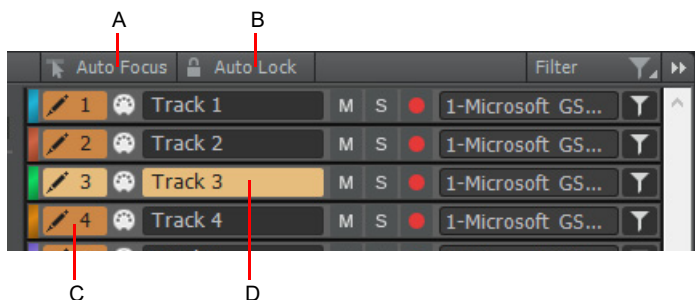 A B
Auto Focus Auto Lock Filter
1 Track 1 M S 1-Microsoft GS...
2 Track 2 M S 1-Microsoft GS...
3 Track 3 M S 1-Microsoft GS...
4 Track 4 M S 1-Microsoft GS...
C D